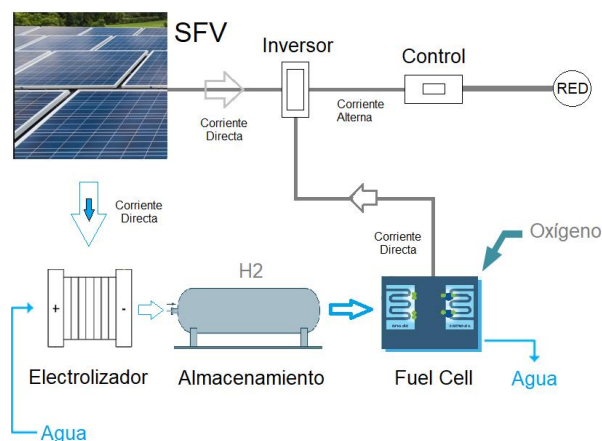 SFV
Inversor
Control
RED
Corriente
Directa
Corriente
Alterna
Corriente
Directa
Corriente
Directa
Oxígeno
H2
+ -
Electrolizador
Almacenamiento
Fuel Cell
Agua
Agua